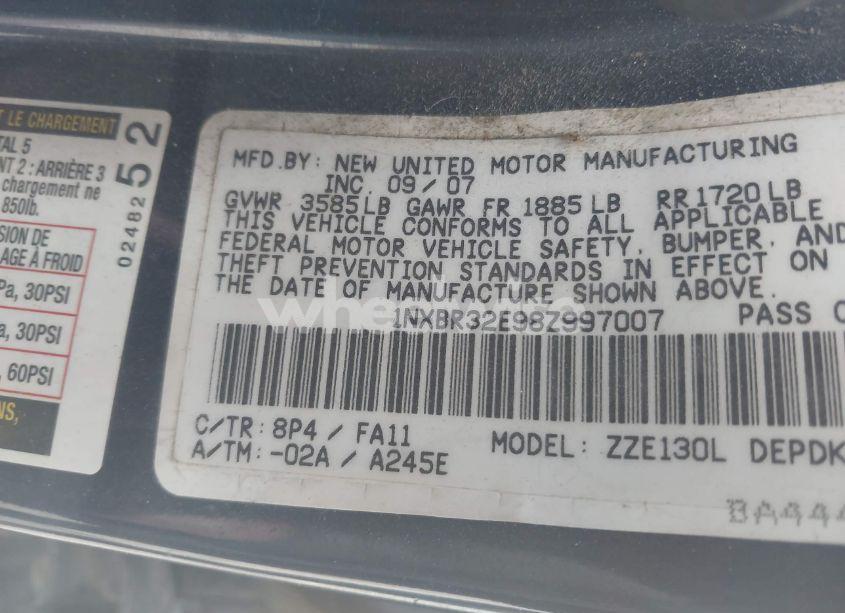 T LE CHARGEMENT
TAL 5
NT 2 : ARRIÈRE 3
chargement ne
850lb.
SION DE
LAGE À FROID
Pa, 30PSI
a, 30PSI
, 60PSI
NS,
02482
52
MFD.BY: NEW UNITED MOTOR MANUFACTURING
INC. 09/07
GVWR 3585LB GAWR FR 1885LB RR1720LB
THIS VEHICLE CONFORMS TO ALL APPLICABLE
FEDERAL MOTOR VEHICLE SAFETY, BUMPER, AND
THEFT PREVENTION STANDARDS IN EFFECT ON
THE DATE OF MANUFACTURE SHOWN ABOVE.
1NXBR32E98Z997007 PASS C
C/TR: 8P4 / FA11
A/TM: -02A / A245E
MODEL: ZZE130L DEPDK